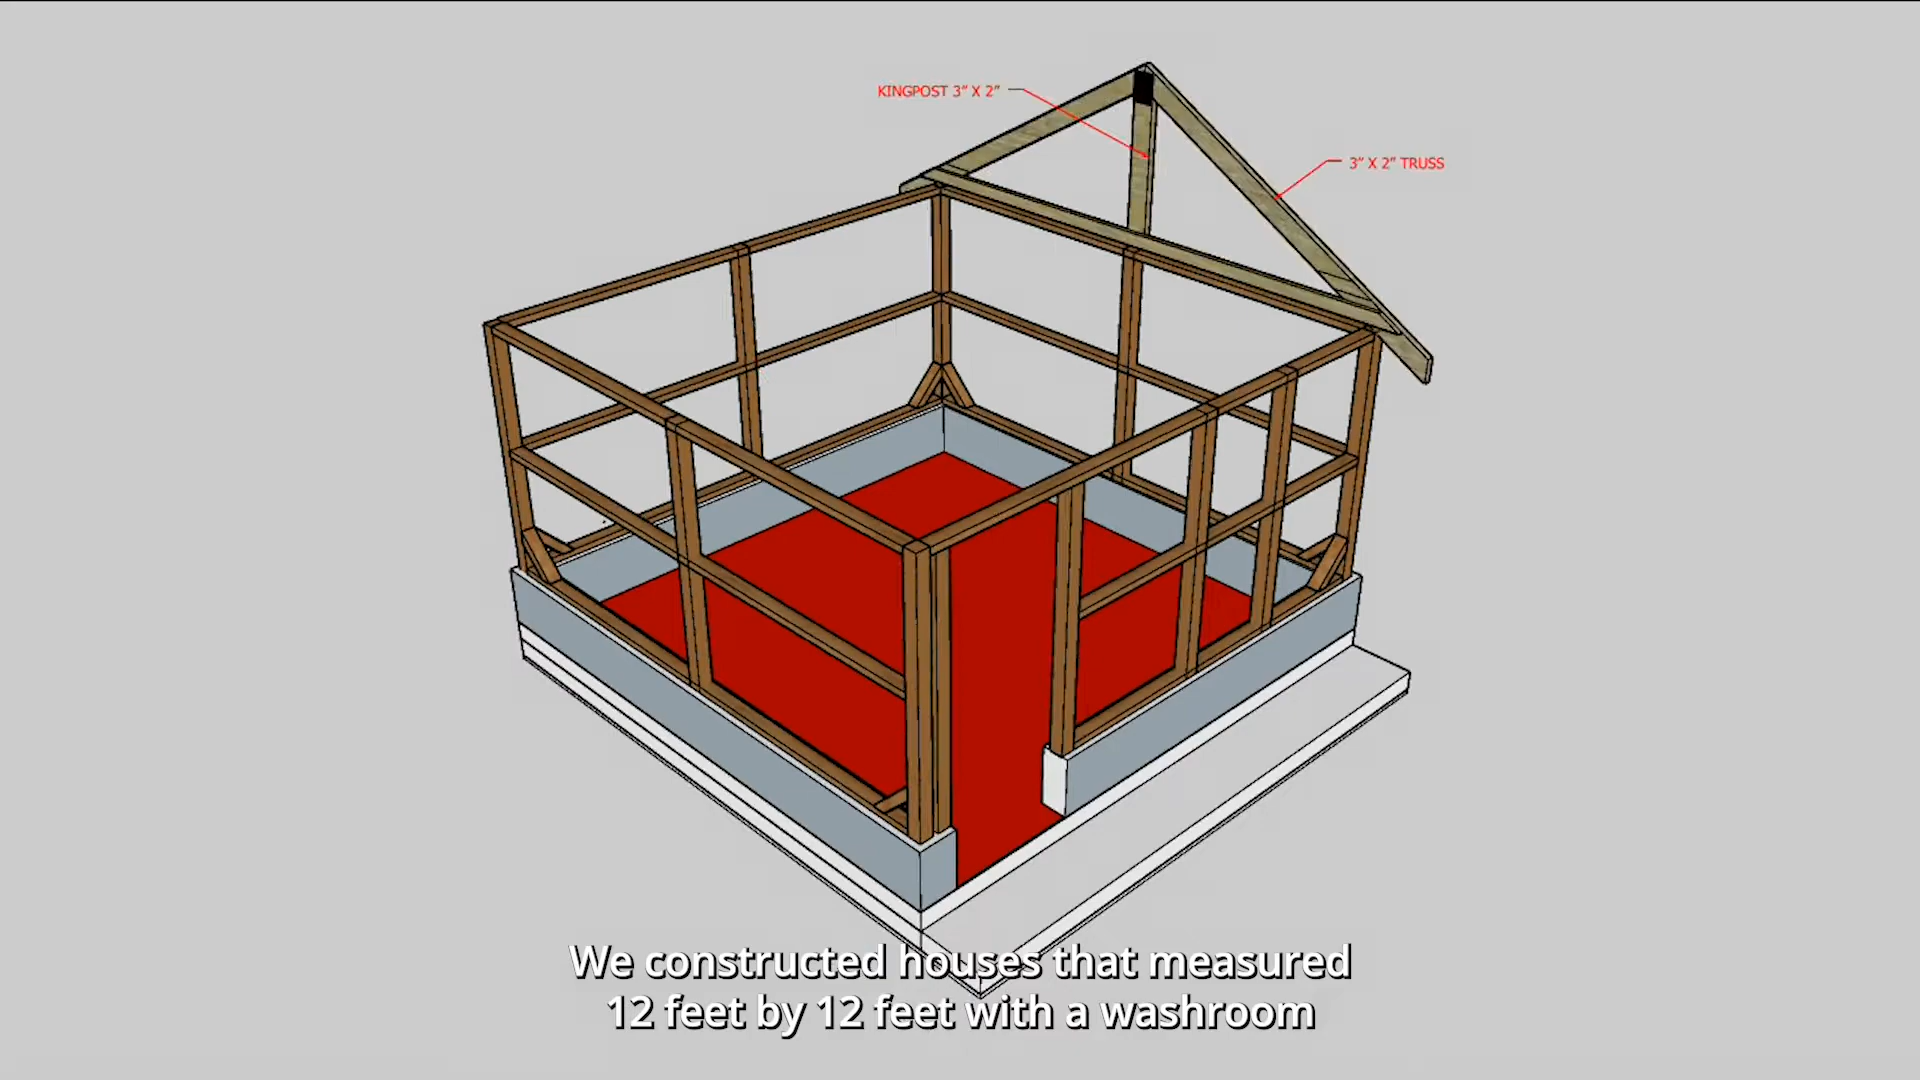 KINGPOST 3" X 2"
3" X 2" TRUSS
We constructed houses that measured
12 feet by 12 feet with a washroom